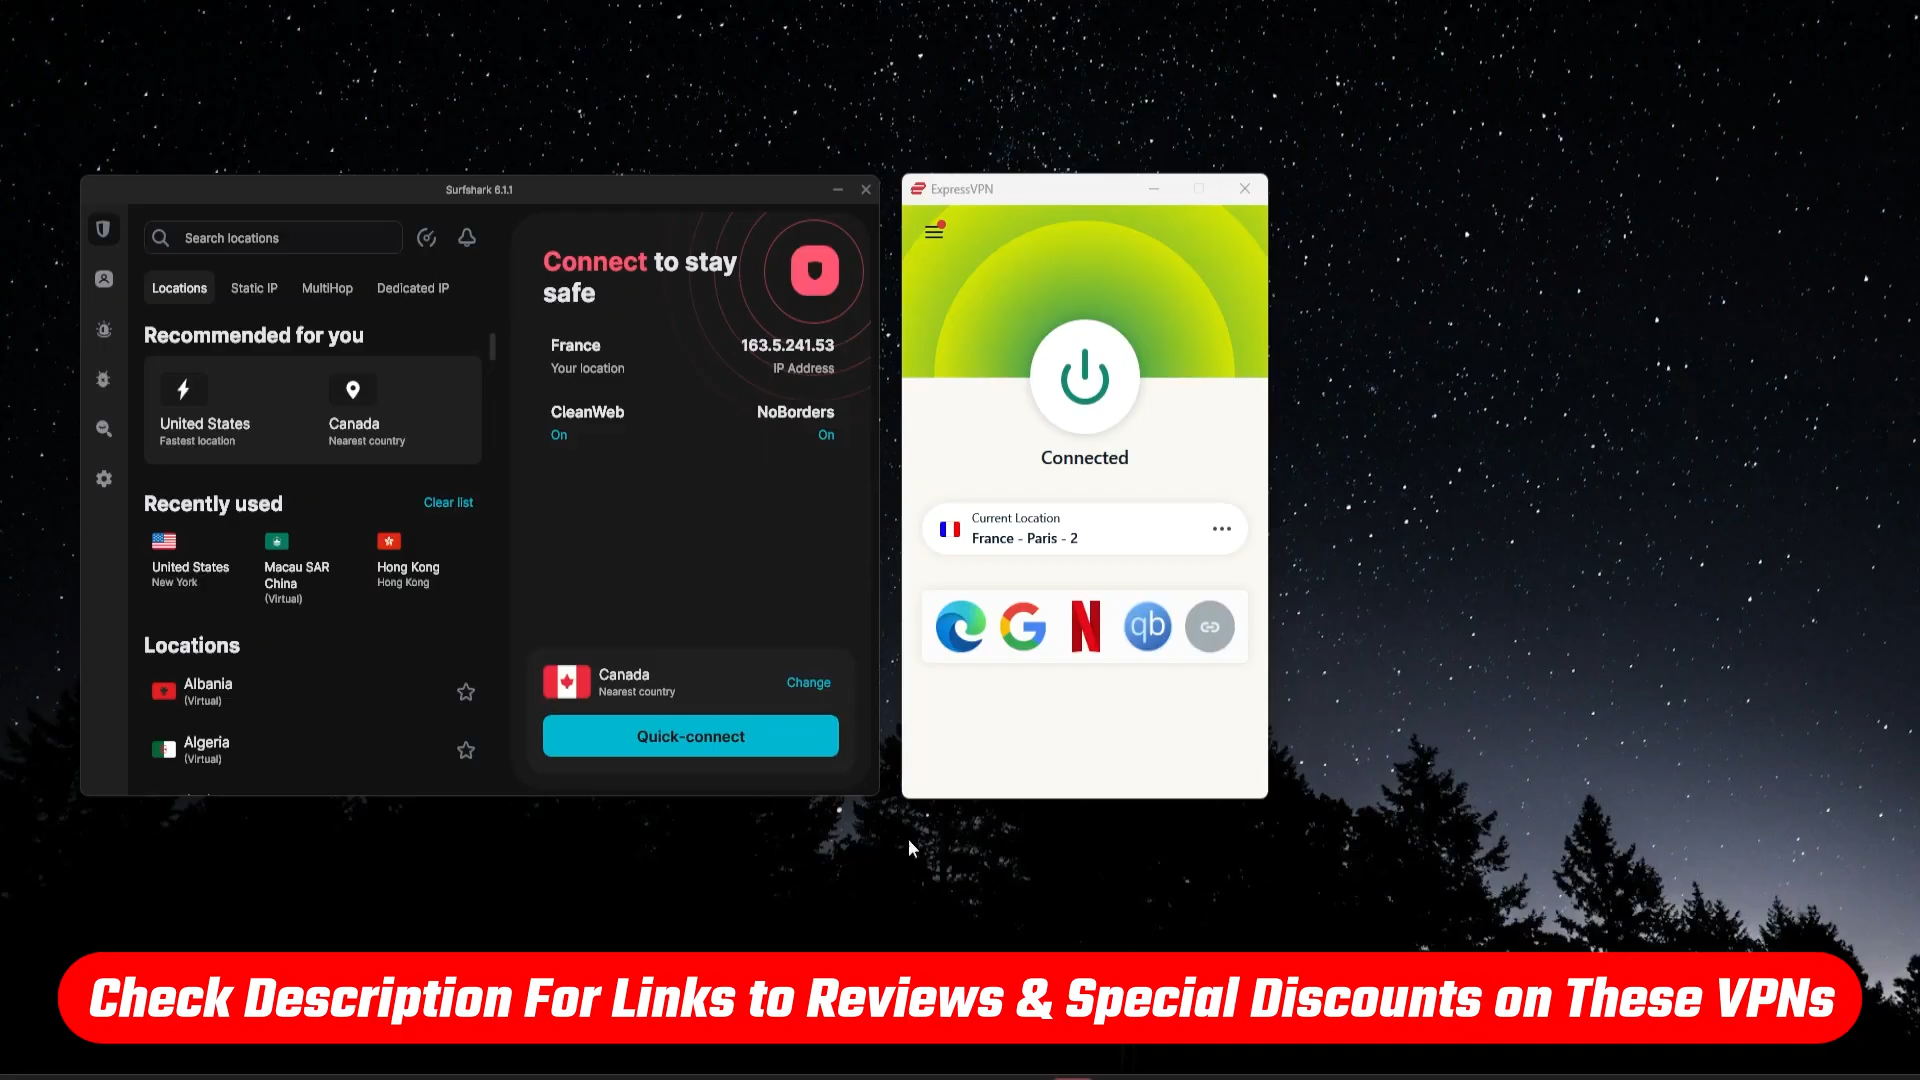 Surfshark 6.1.1
Search locations
Locations
Static IP
MultiHop
Dedicated IP
Recommended for you
United States
Fastest location
Canada
Nearest country
Recently used
Clear list
United States
New York
Macau SAR
China
(Virtual)
Hong Kong
Hong Kong
Locations
Albania
(Virtual)
Algeria
(Virtual)
Connect to stay
safe
France
Your location
163.5.241.53
IP Address
CleanWeb
On
NoBorders
On
Canada
Nearest country
Change
Quick-connect
ExpressVPN
Connected
Current Location
France - Paris - 2
G
N
qb
Check Description For Links to Reviews & Special Discounts on These VPNs